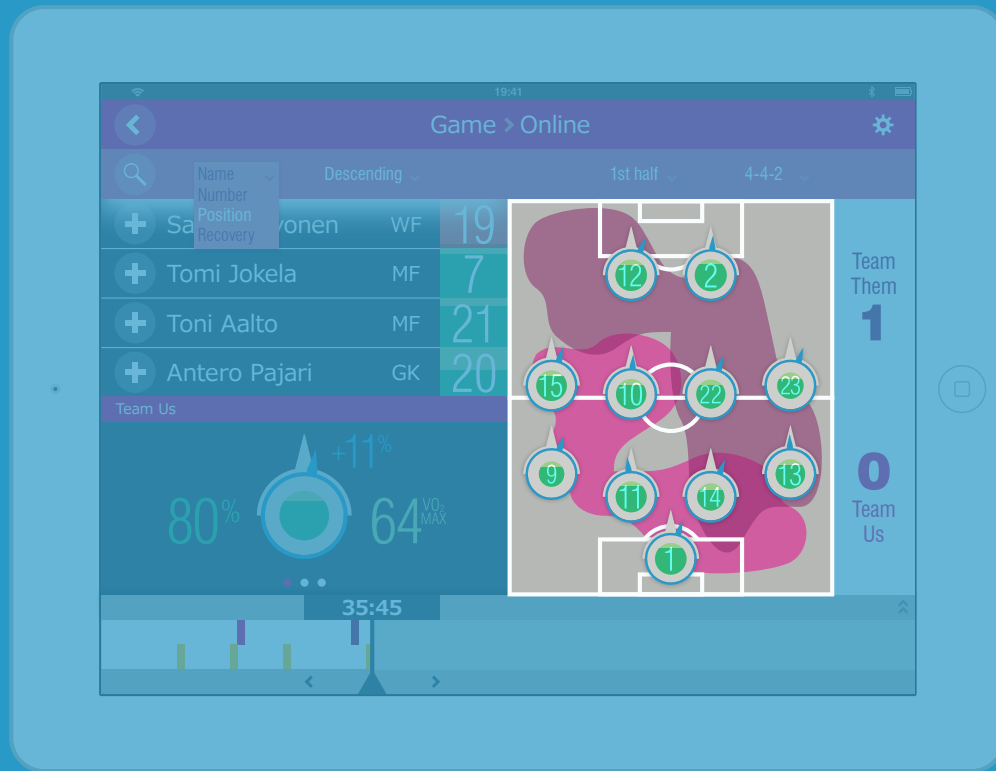 19:41
Game > Online
Name
Number
Position
Recovery
Descending
1st half
4-4-2
Sa vonen WF 19
Tomi Jokela MF 7
Toni Aalto MF 21
Antero Pajari GK 20
Team Us
+11%
80%
64 VO2 MAX
12 2
15 10 22 23
9 11 14 13
1
Team
Them
1
0
Team
Us
35:45